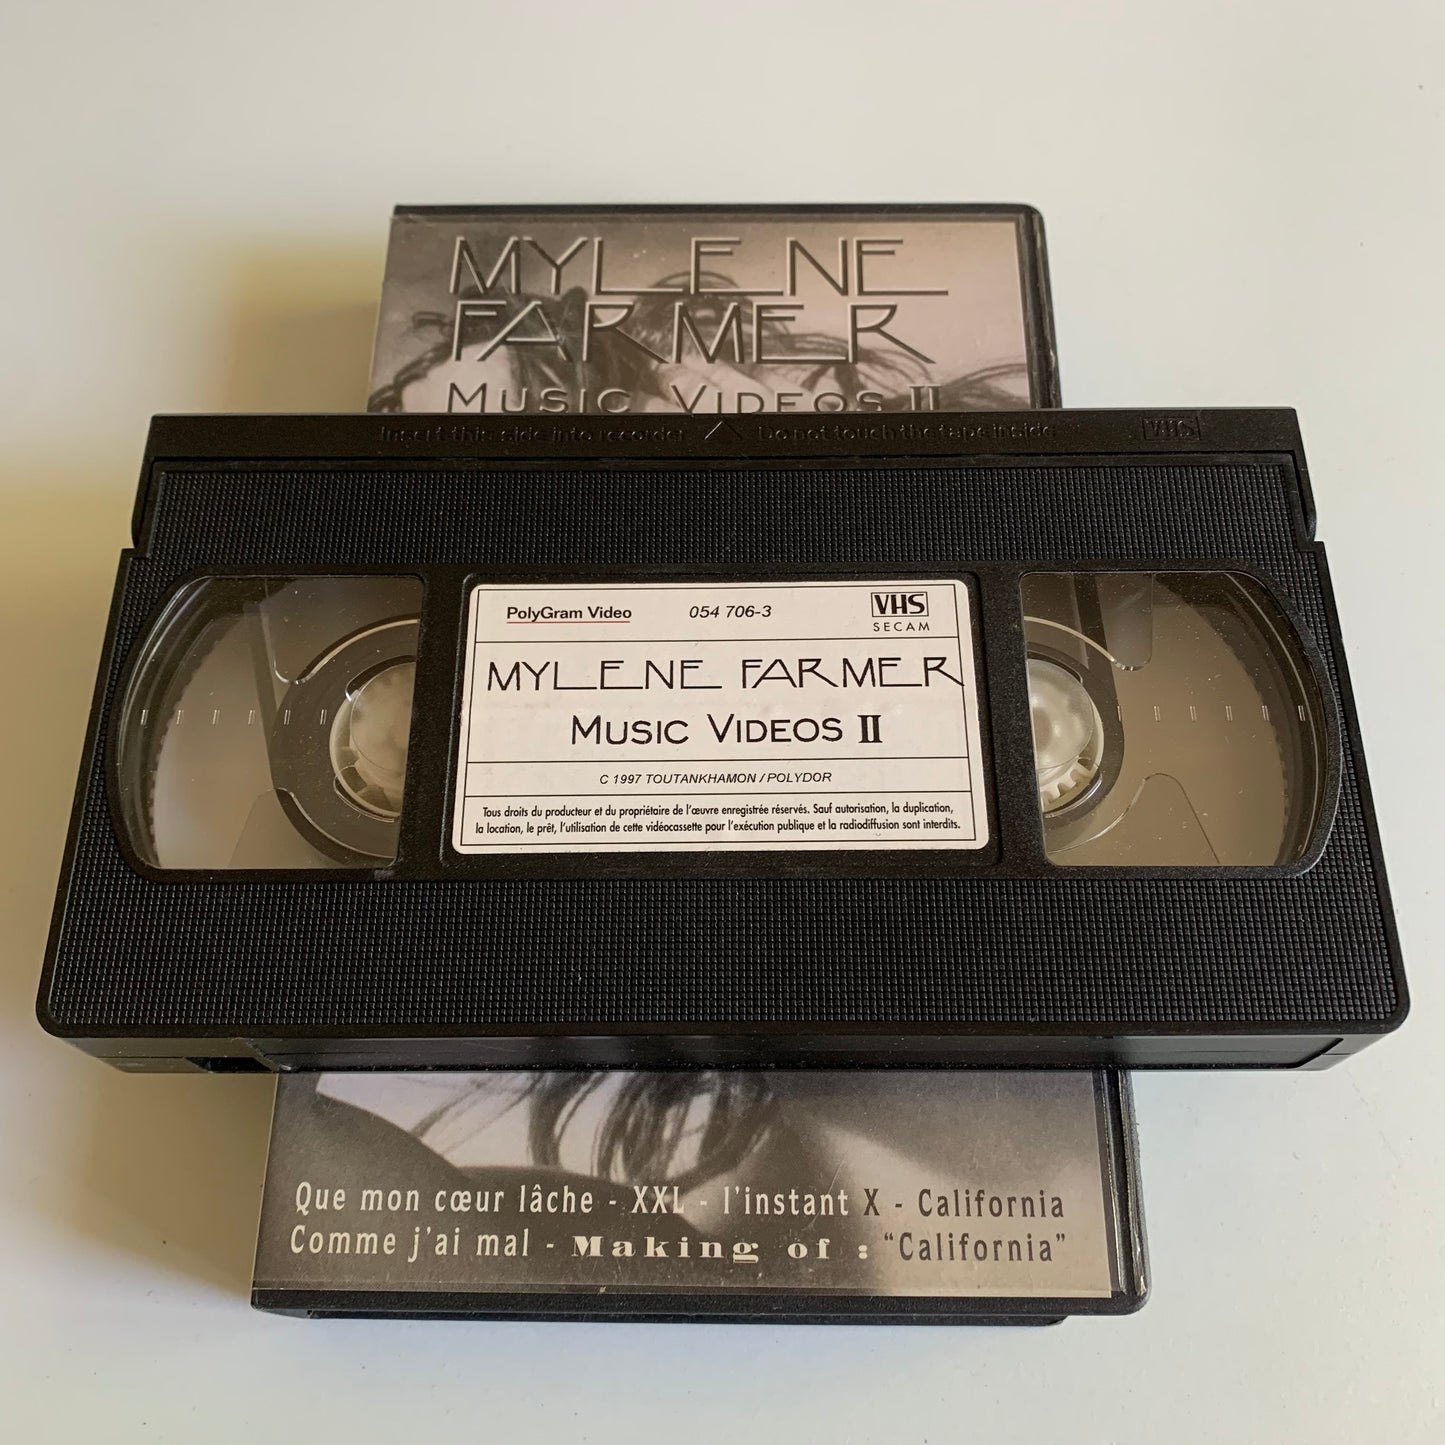 MYLENE
FARMER
MUSIC VIDEOS II
Insert this side into recorder Do not touch the tape inside VHS
PolyGram Video 054 706-3 VHS
SECAM
MYLENE FARMER
MUSIC VIDEOS II
C 1997 TOUTANKHAMON / POLYDOR
Tous droits du producteur et du propriétaire de l'œuvre enregistrée réservés. Sauf autorisation, la duplication,
la location, le prêt, l'utilisation de cette vidéocassette pour l'exécution publique et la radiodiffusion sont interdits.
Que mon cœur lâche - XXL - l'instant X - California
Comme j'ai mal - Making of : "California"